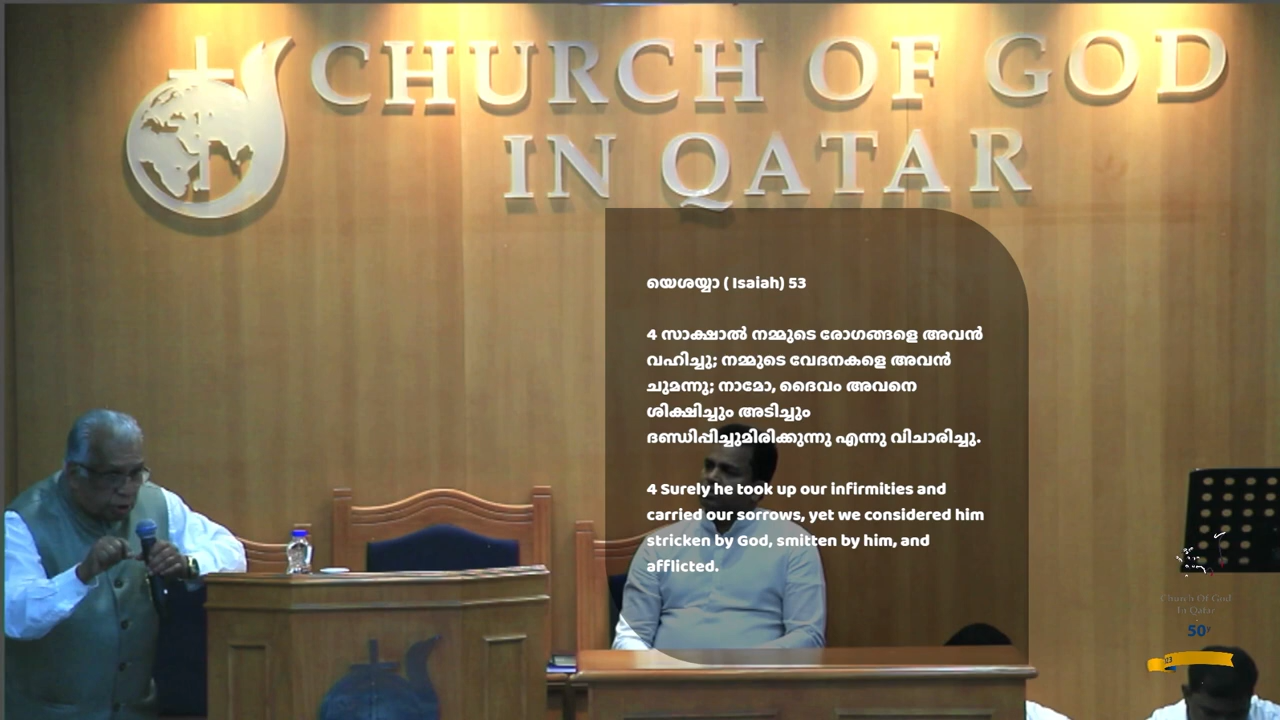 CHURCH OF GOD
IN QATAR
യെശയ്യാ ( Isaiah) 53
4 സാക്ഷാൽ നമ്മുടെ രോഗങ്ങളെ അവൻ
വഹിച്ചു; നമ്മുടെ വേദനകളെ അവൻ
ചുമന്നു; നാമോ, ദൈവം അവനെ
ശിക്ഷിച്ചും അടിച്ചും
ദണ്ഡിപ്പിച്ചുമിരിക്കുന്നു എന്നു വിചാരിച്ചു.
4 Surely he took up our infirmities and
carried our sorrows, yet we considered him
stricken by God, smitten by him, and
afflicted.
Church Of God
In Qatar
50